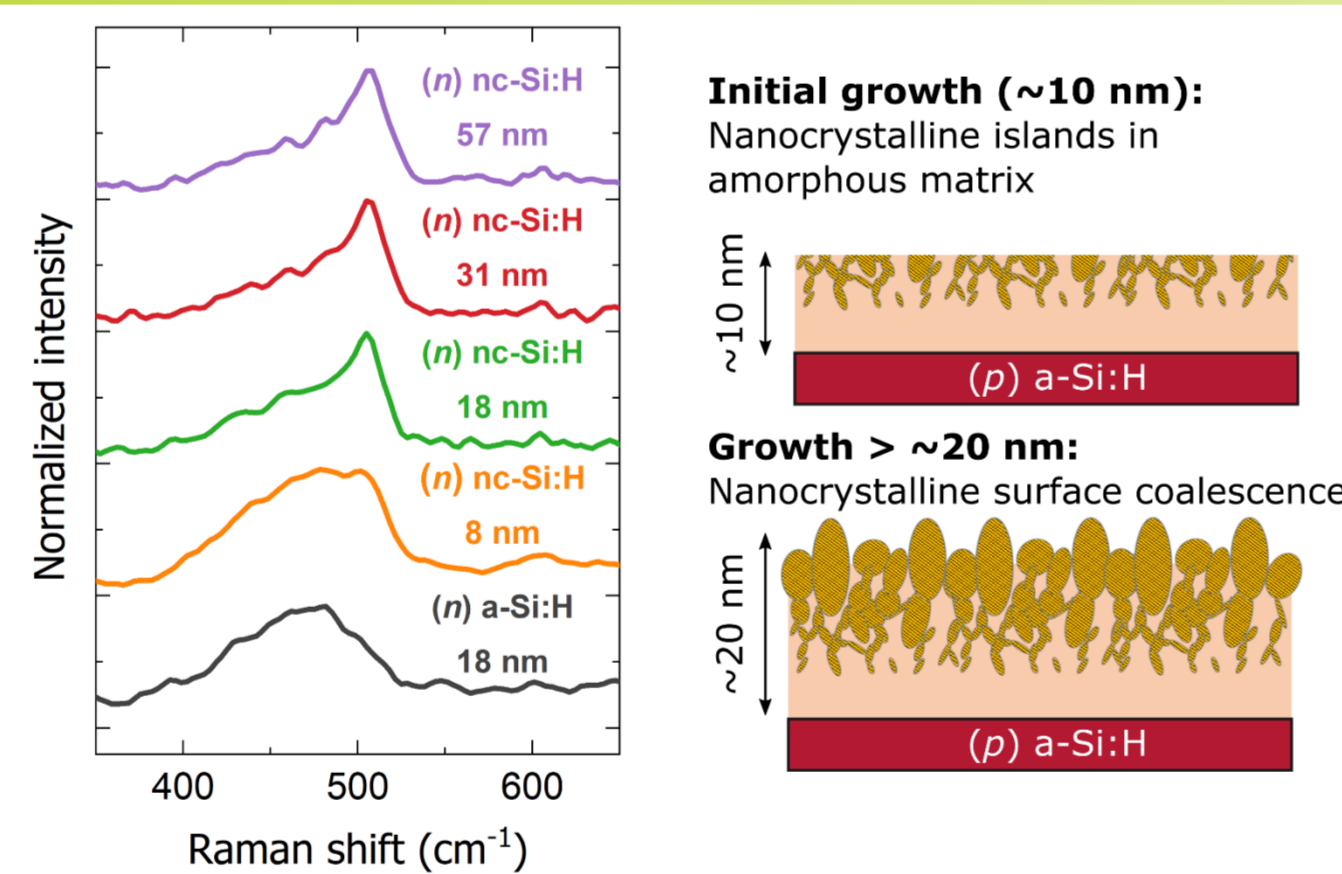 (n) nc-Si:H
57 nm
(n) nc-Si:H
31 nm
(n) nc-Si:H
18 nm
(n) nc-Si:H
8 nm
(n) a-Si:H
18 nm
Normalized intensity
400 500 600
Raman shift (cm⁻¹)
Initial growth (~10 nm):
Nanocrystalline islands in
amorphous matrix
~10 nm
(p) a-Si:H
Growth > ~20 nm:
Nanocrystalline surface coalescence
~20 nm
(p) a-Si:H